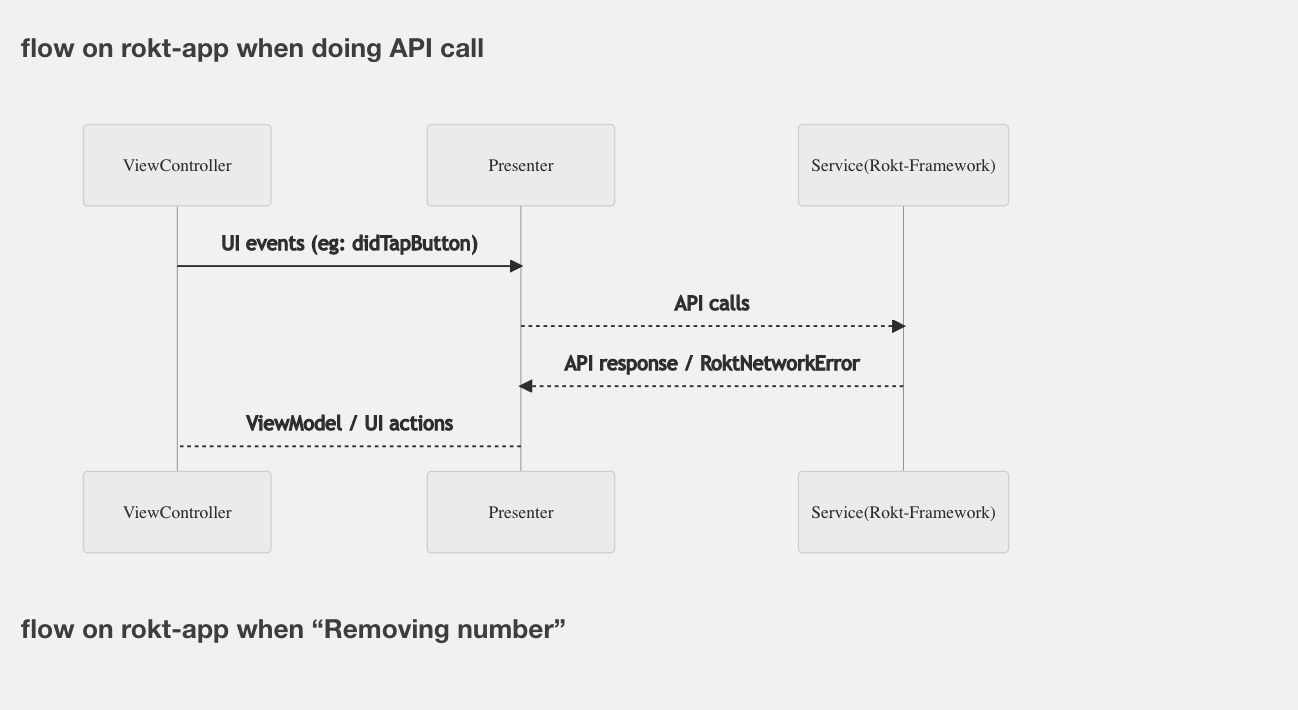 flow on rokt-app when doing API call
ViewController
Presenter
Service(Rokt-Framework)
UI events (eg: didTapButton)
API calls
API response / RoktNetworkError
ViewModel / UI actions
ViewController
Presenter
Service(Rokt-Framework)
flow on rokt-app when “Removing number”